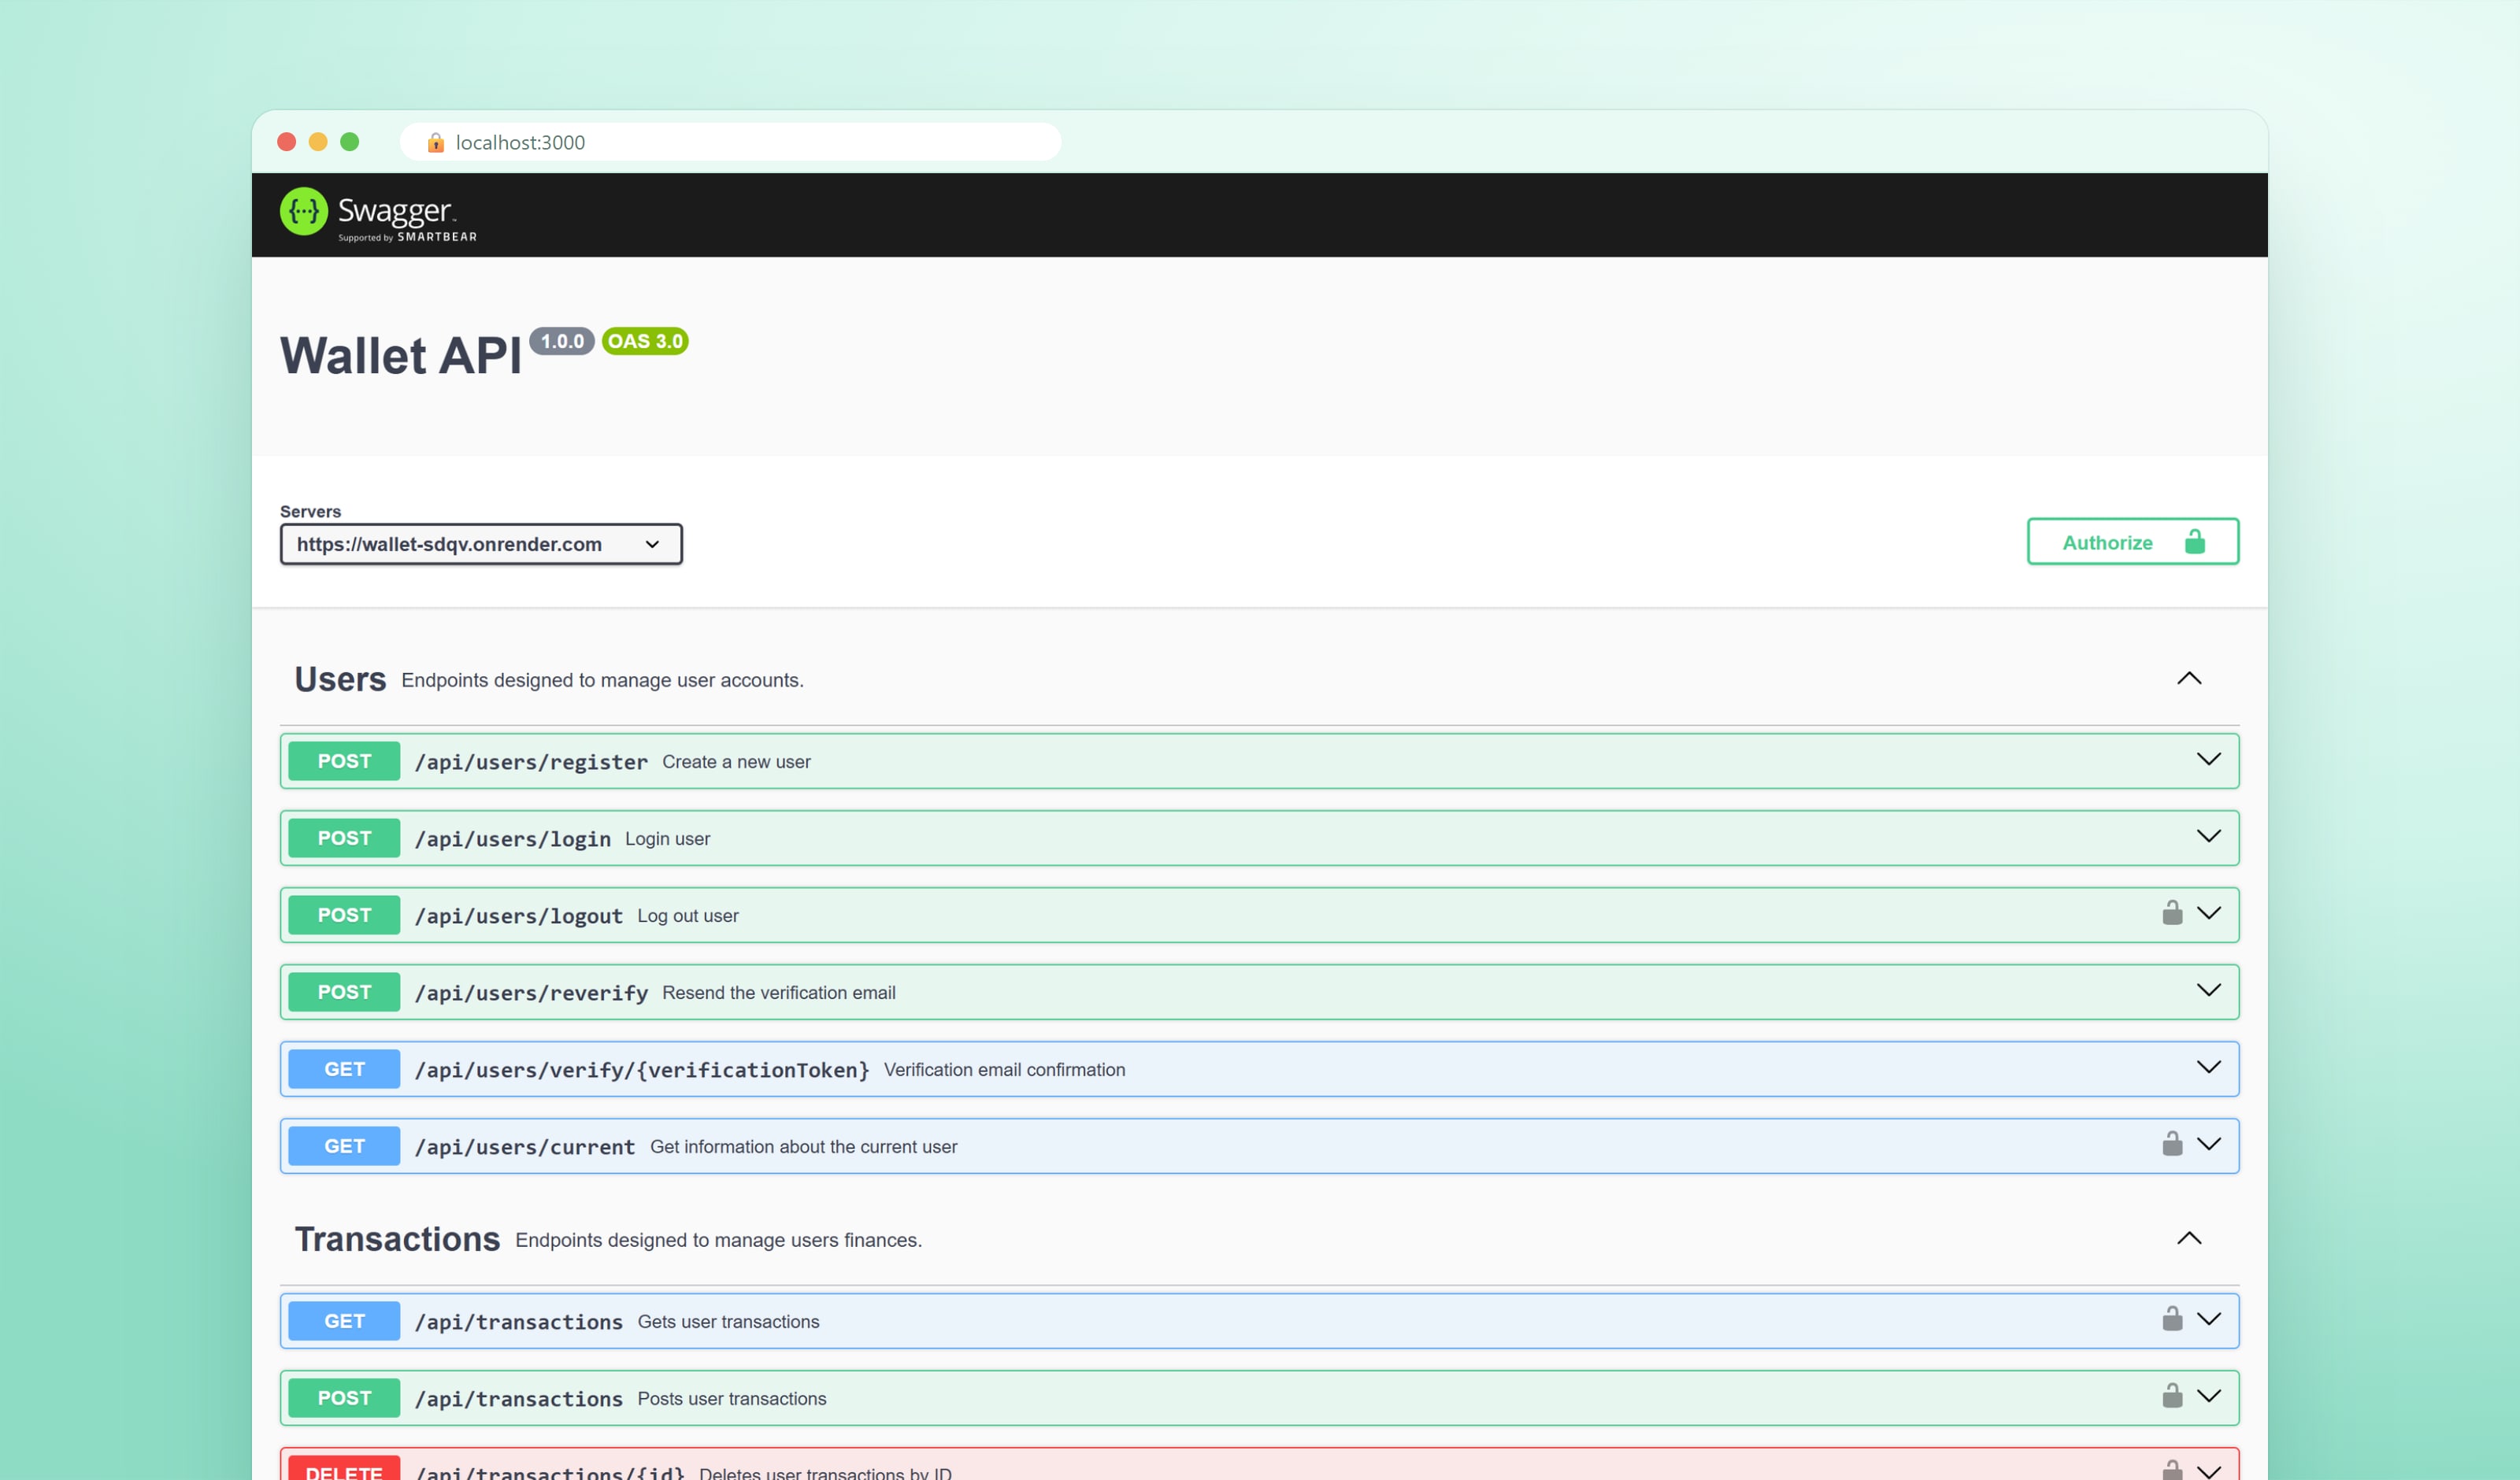 localhost:3000
Swagger
Supported by SMARTBEAR
Wallet API 1.0.0 OAS 3.0
Servers
https://wallet-sdqv.onrender.com
Authorize
Users Endpoints designed to manage user accounts.
POST /api/users/register Create a new user
POST /api/users/login Login user
POST /api/users/logout Log out user
POST /api/users/reverify Resend the verification email
GET /api/users/verify/{verificationToken} Verification email confirmation
GET /api/users/current Get information about the current user
Transactions Endpoints designed to manage users finances.
GET /api/transactions Gets user transactions
POST /api/transactions Posts user transactions
DELETE /api/transactions/{id} Deletes user transactions by ID